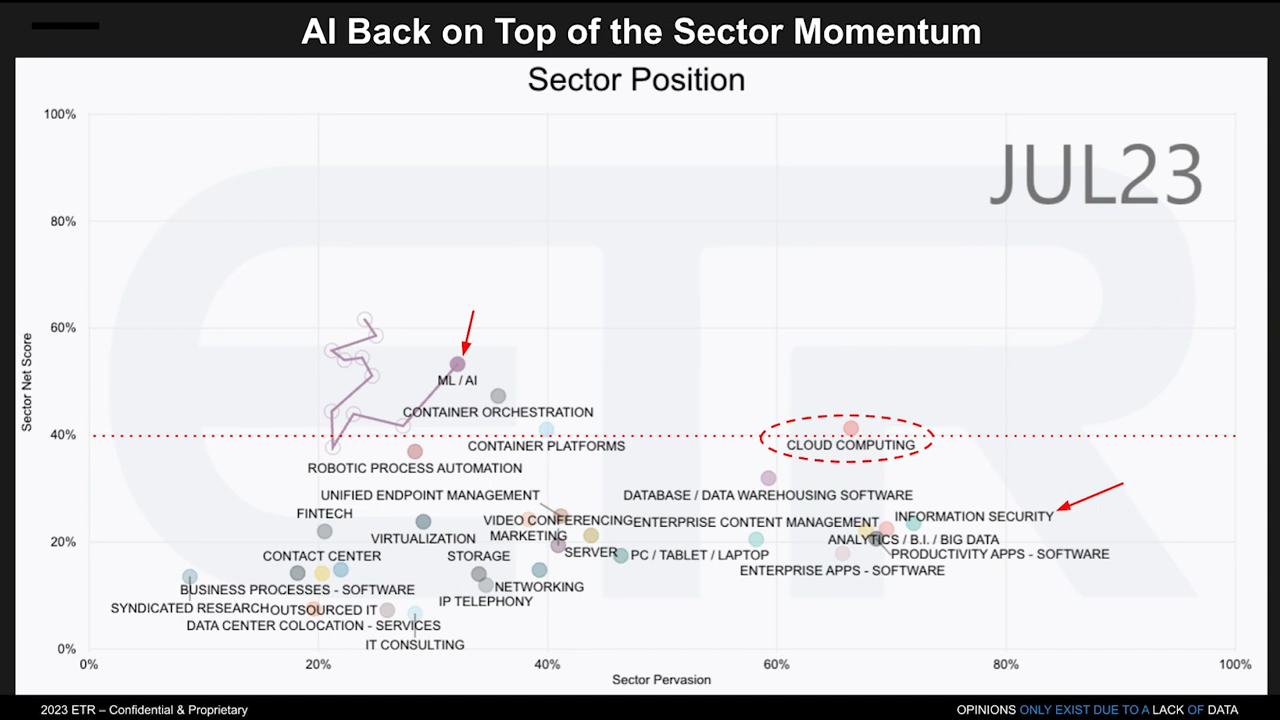 AI Back on Top of the Sector Momentum
Sector Position
JUL23
100%
80%
60%
40%
20%
0%
Sector Net Score
ML / AI
CONTAINER ORCHESTRATION
CONTAINER PLATFORMS
CLOUD COMPUTING
ROBOTIC PROCESS AUTOMATION
UNIFIED ENDPOINT MANAGEMENT
DATABASE / DATA WAREHOUSING SOFTWARE
FINTECH
VIDEO CONFERENCING
ENTERPRISE CONTENT MANAGEMENT
INFORMATION SECURITY
VIRTUALIZATION
MARKETING
ANALYTICS / B.I. / BIG DATA
CONTACT CENTER
STORAGE
SERVER
PC / TABLET / LAPTOP
PRODUCTIVITY APPS - SOFTWARE
ENTERPRISE APPS - SOFTWARE
BUSINESS PROCESSES - SOFTWARE
NETWORKING
IP TELEPHONY
SYNDICATED RESEARCH
OUTSOURCED IT
DATA CENTER COLOCATION - SERVICES
IT CONSULTING
0%
20%
40%
60%
80%
100%
Sector Pervasion
ETR
2023 ETR – Confidential & Proprietary
OPINIONS ONLY EXIST DUE TO A LACK OF DATA